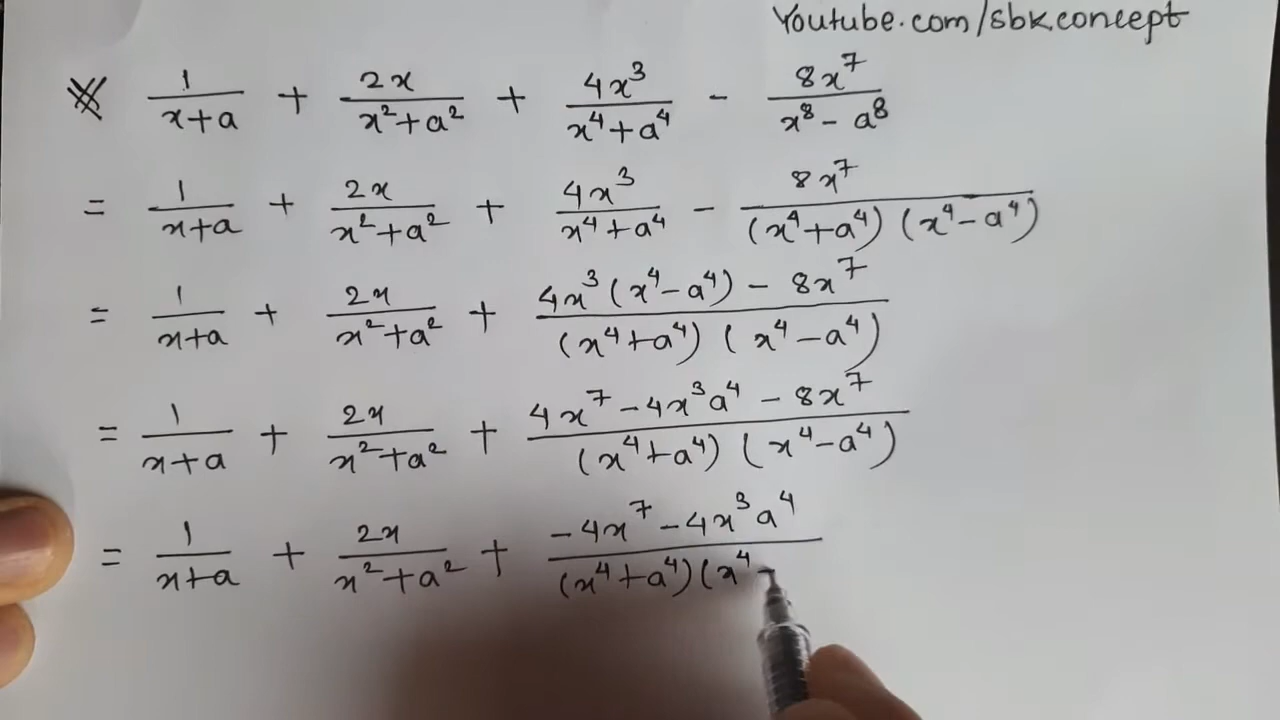 Youtube.com/sbkconcept
※ 1/(x+a) + 2x/(x²+a²) + 4x³/(x⁴+a⁴) - 8x⁷/(x⁸-a⁸)
= 1/(x+a) + 2x/(x²+a²) + 4x³/(x⁴+a⁴) - 8x⁷/(x⁴+a⁴)(x⁴-a⁴)
= 1/(x+a) + 2x/(x²+a²) + 4x³(x⁴-a⁴) - 8x⁷/(x⁴+a⁴)(x⁴-a⁴)
= 1/(x+a) + 2x/(x²+a²) + 4x⁷-4x³a⁴-8x⁷/(x⁴+a⁴)(x⁴-a⁴)
= 1/(x+a) + 2x/(x²+a²) + -4x⁷-4x³a⁴/(x⁴+a⁴)(x⁴-